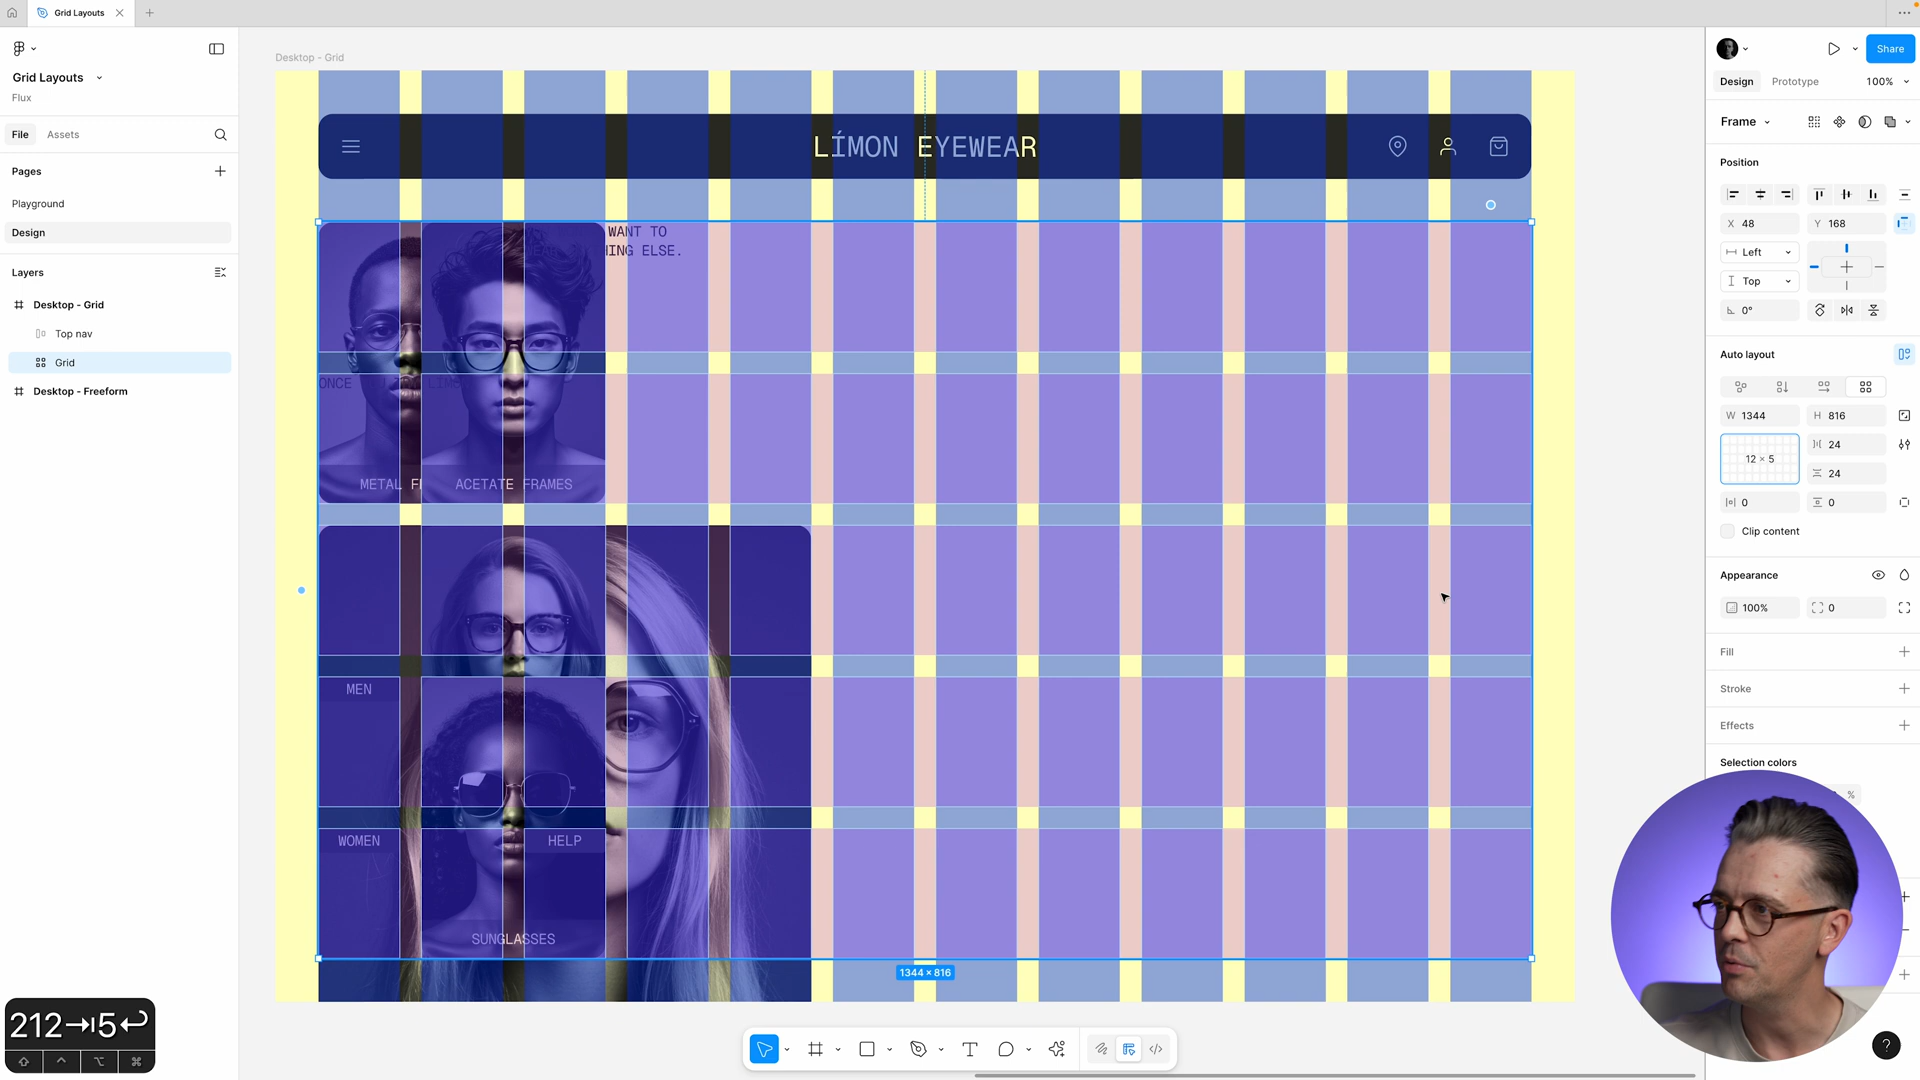 Grid Layouts
Grid Layouts
Flux
File
Assets
Pages
Playground
Design
Layers
Desktop - Grid
Top nav
Grid
Desktop - Freeform
212⇥5↩
Desktop - Grid
LÍMON EYEWEAR
WANT TO
ELSE.
ONCE
METAL
ACETATE FRAMES
MEN
WOMEN
HELP
SUNGLASSES
1344 × 816
Share
Design
Prototype
100%
Frame
Position
X 48
Y 168
Left
Top
0°
Auto layout
W 1344
H 816
12 × 5
24
24
0
0
Clip content
Appearance
100%
0
Fill
Stroke
Effects
Selection colors
%
?